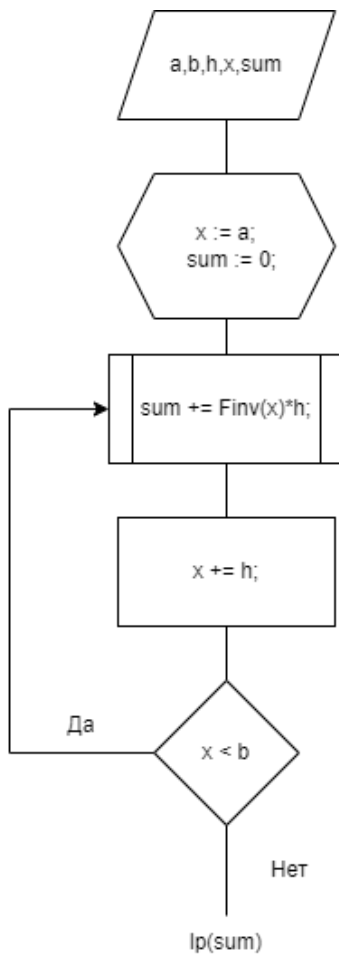 a,b,h,x,sum
x := a;
sum := 0;
sum += Finv(x)*h;
x += h;
Да
x < b
Нет
Ip(sum)